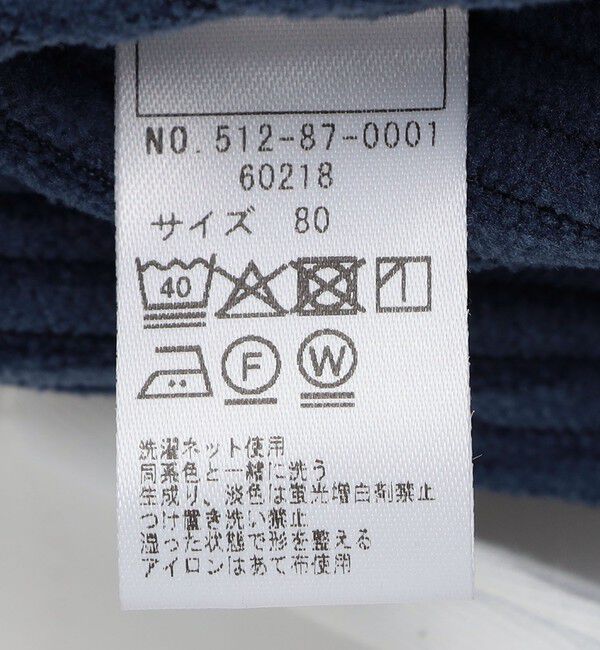 NO. 512-87-0001
60218
サイズ 80
40
F W
洗濯ネット使用
同系色と一緒に洗う
生成り、淡色は蛍光増白剤禁止
つけ置き洗い禁止
湿った状態で形を整える
アイロンはあて布使用